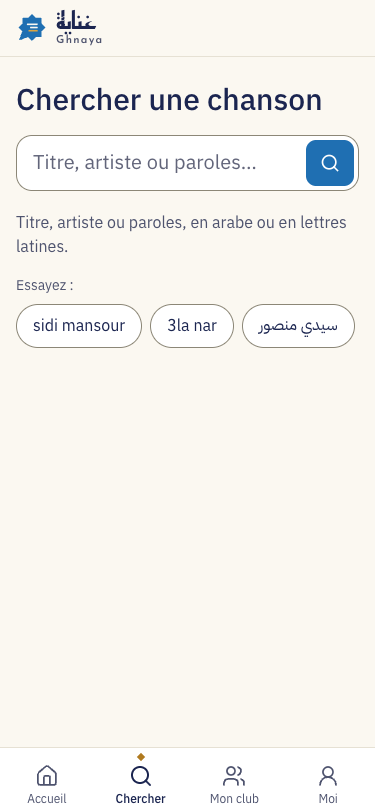 غناية
Ghnaya
Chercher une chanson
Titre, artiste ou paroles...
Titre, artiste ou paroles, en arabe ou en lettres
latines.
Essayez :
sidi mansour
3la nar
سيدي منصور
Accueil
Chercher
Mon club
Moi